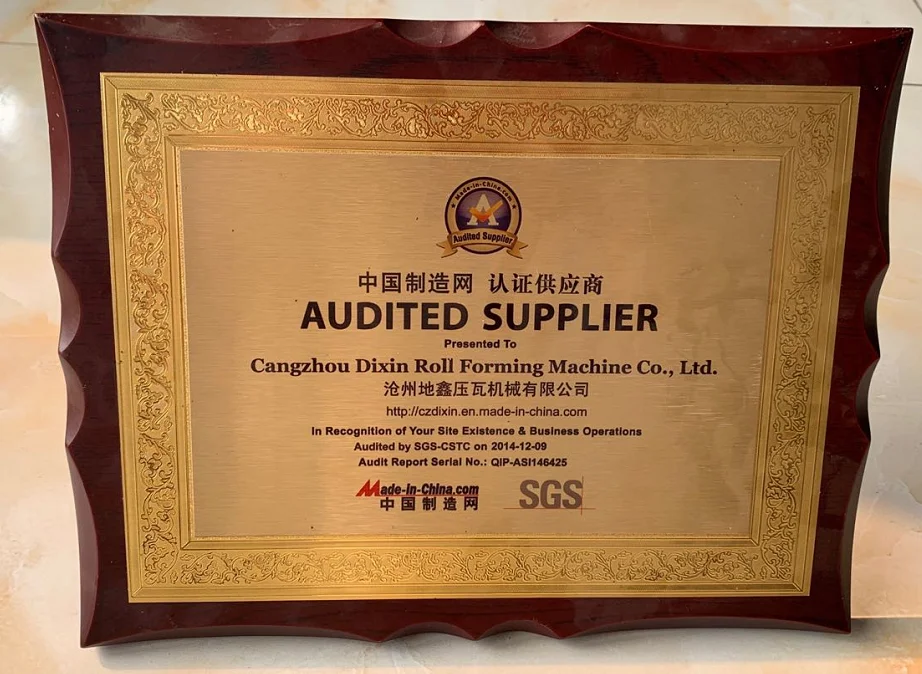 Made-in-China.com
A
Audited Supplier
中国制造网 认证供应商
AUDITED SUPPLIER
Presented To
Cangzhou Dixin Roll Forming Machine Co., Ltd.
沧州地鑫压瓦机械有限公司
http://czdixin.en.made-in-china.com
In Recognition of Your Site Existence & Business Operations
Audited by SGS-CSTC on 2014-12-09
Audit Report Serial No.: QIP-ASI146425
Made-in-China.com
中国制造网
SGS